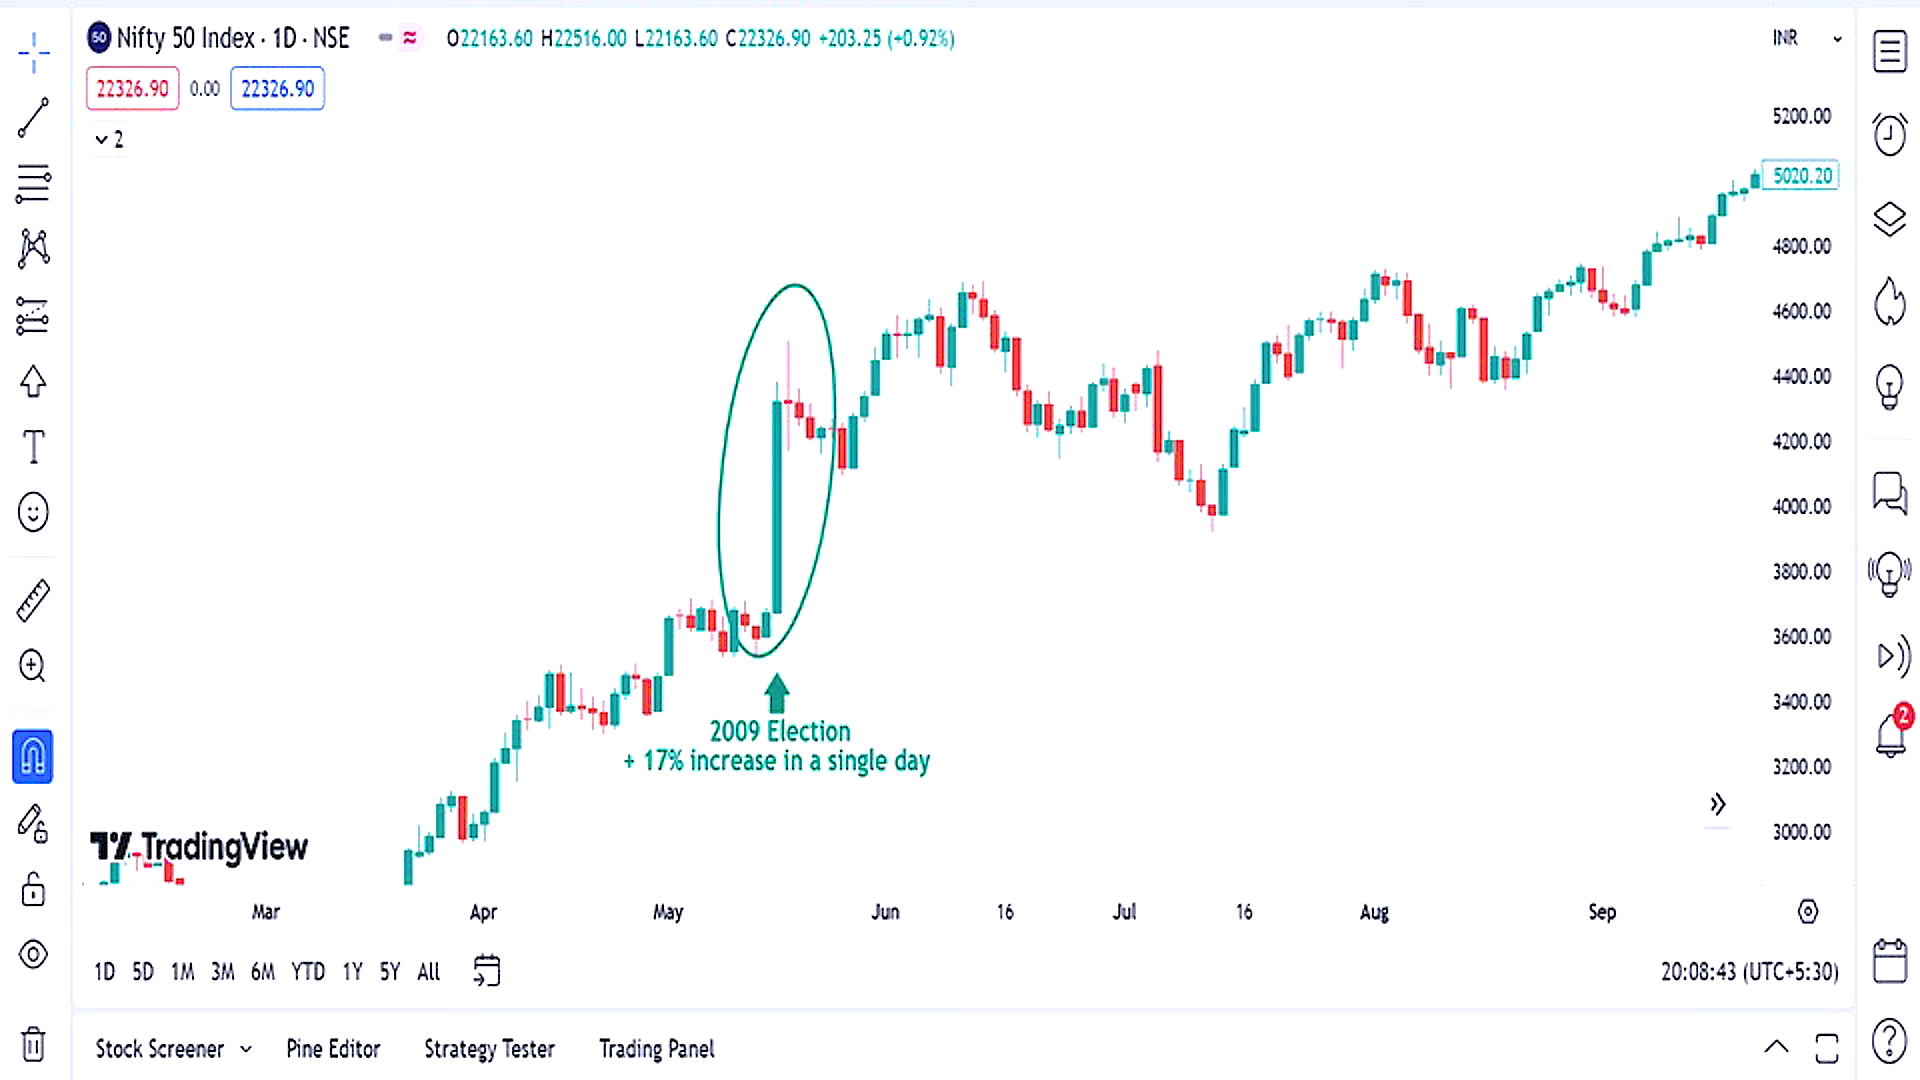 Nifty 50 Index · 1D · NSE O22163.60 H22516.00 L22163.60 C22326.90 +203.25 (+0.92%) INR
22326.90 0.00 22326.90
2
5200.00
5020.20
4800.00
4600.00
4400.00
4200.00
4000.00
3800.00
3600.00
3400.00
3200.00
3000.00
2009 Election
+ 17% increase in a single day
TradingView
Mar Apr May Jun 16 Jul 16 Aug Sep
1D 5D 1M 3M 6M YTD 1Y 5Y All 20:08:43 (UTC+5:30)
Stock Screener Pine Editor Strategy Tester Trading Panel
50
2